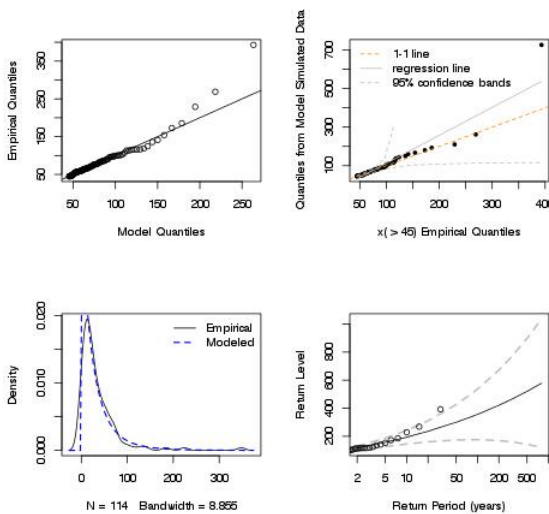 Empirical Quantiles
50 150 250 350
50 100 150 200 250
Model Quantiles
Quantiles from Model Simulated Data
100 300 500 700
1-1 line
regression line
95% confidence bands
50 100 200 300 400
x( > 45) Empirical Quantiles
Density
0.000 0.010 0.020
Empirical
Modeled
0 100 200 300
N = 114 Bandwidth = 8.855
Return Level
200 400 600 800
2 5 10 50 200 500
Return Period (years)